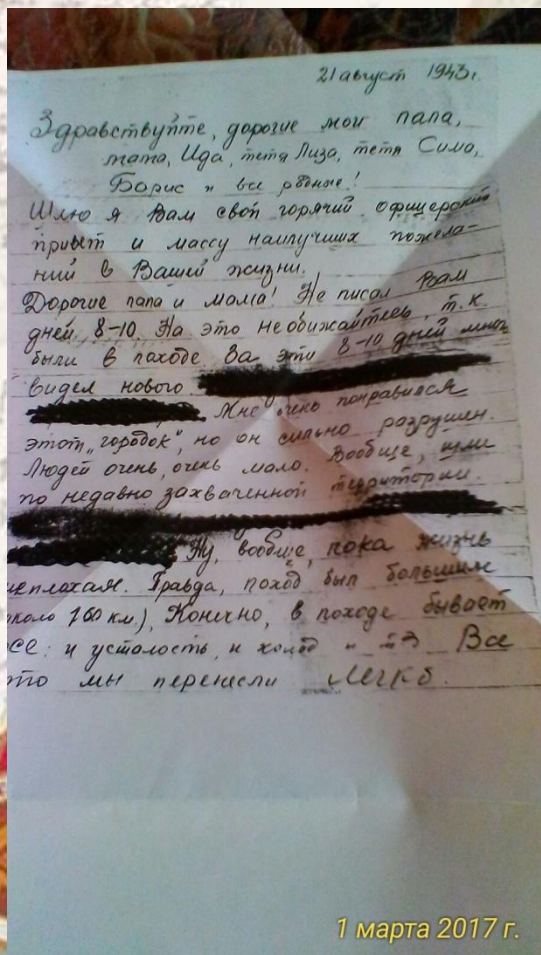 21 август 1943 г.
Здравствуйте, дорогие мои папа,
мама, Ида, тетя Лиза, тетя Сима,
Борис и все родные!
Шлю я Вам свой горячий офицерский
привет и массу наилучших пожела-
ний в Вашей жизни.
Дорогие папа и мама! Не писал Вам
дней 8-10. На это не обижайтесь, т.к.
были в походе. За эти 8-10 дней много
видел нового
Мне очень понравился
этот „городок", но он сильно разрушен.
Людей очень, очень мало. Вообще, шли
по недавно захваченной территории.
Ну, вообще, пока жизнь
неплохая. Правда, поход был большим
около 160 км). Конечно, в походе бывает
все: и усталость, и холод и т.д. Все
это мы перенесли легко.
1 марта 2017 г.